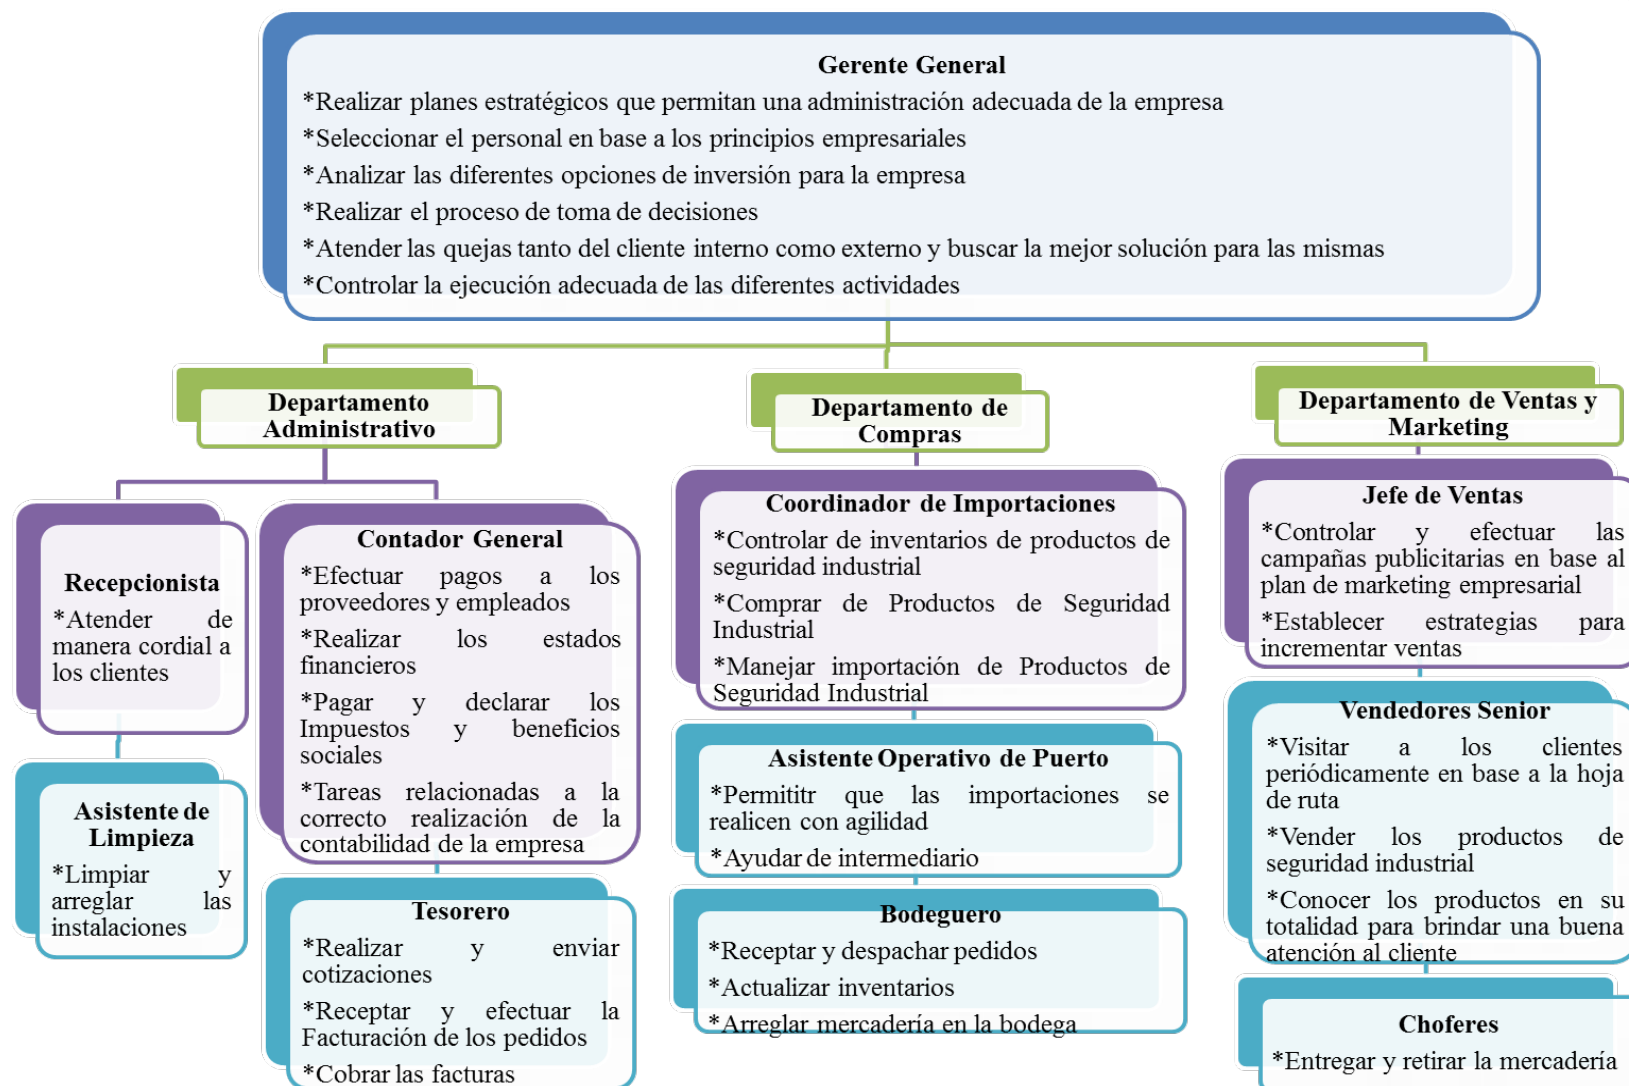 Gerente General
*Realizar planes estratégicos que permitan una administración adecuada de la empresa
*Seleccionar el personal en base a los principios empresariales
*Analizar las diferentes opciones de inversión para la empresa
*Realizar el proceso de toma de decisiones
*Atender las quejas tanto del cliente interno como externo y buscar la mejor solución para las mismas
*Controlar la ejecución adecuada de las diferentes actividades
Departamento
Administrativo
Recepcionista
*Atender de
manera cordial a
los clientes
Asistente de
Limpieza
*Limpiar y
arreglar las
instalaciones
Contador General
*Efectuar pagos a los
proveedores y empleados
*Realizar los estados
financieros
*Pagar y declarar los
Impuestos y beneficios
sociales
*Tareas relacionadas a la
correcto realización de la
contabilidad de la empresa
Tesorero
*Realizar y enviar
cotizaciones
*Receptar y efectuar la
Facturación de los pedidos
*Cobrar las facturas
Departamento de
Compras
Coordinador de Importaciones
*Controlar de inventarios de productos de
seguridad industrial
*Comprar de Productos de Seguridad
Industrial
*Manejar importación de Productos de
Seguridad Industrial
Asistente Operativo de Puerto
*Permititr que las importaciones se
realicen con agilidad
*Ayudar de intermediario
Bodeguero
*Receptar y despachar pedidos
*Actualizar inventarios
*Arreglar mercadería en la bodega
Departamento de Ventas y
Marketing
Jefe de Ventas
*Controlar y efectuar las
campañas publicitarias en base al
plan de marketing empresarial
*Establecer estrategias para
incrementar ventas
Vendedores Senior
*Visitar a los clientes
periódicamente en base a la hoja
de ruta
*Vender los productos de
seguridad industrial
*Conocer los productos en su
totalidad para brindar una buena
atención al cliente
Choferes
*Entregar y retirar la mercadería